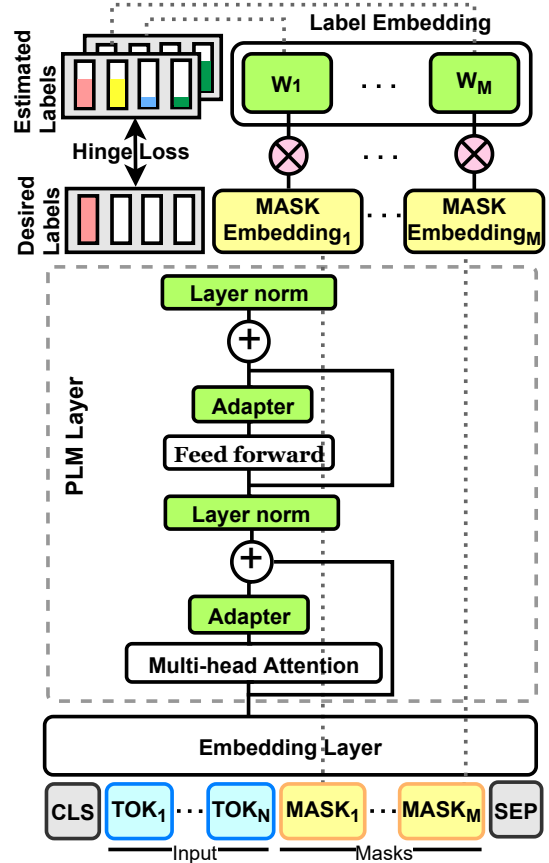 Label Embedding
Estimated
Labels
W1 . . . WM
Hinge Loss
. . .
Desired
Labels
MASK
Embedding1
. . .
MASK
EmbeddingM
PLM Layer
Layer norm
+
Adapter
Feed forward
Layer norm
+
Adapter
Multi-head Attention
Embedding Layer
CLS TOK1 . . . TOKN MASK1 . . . MASKM SEP
Input Masks